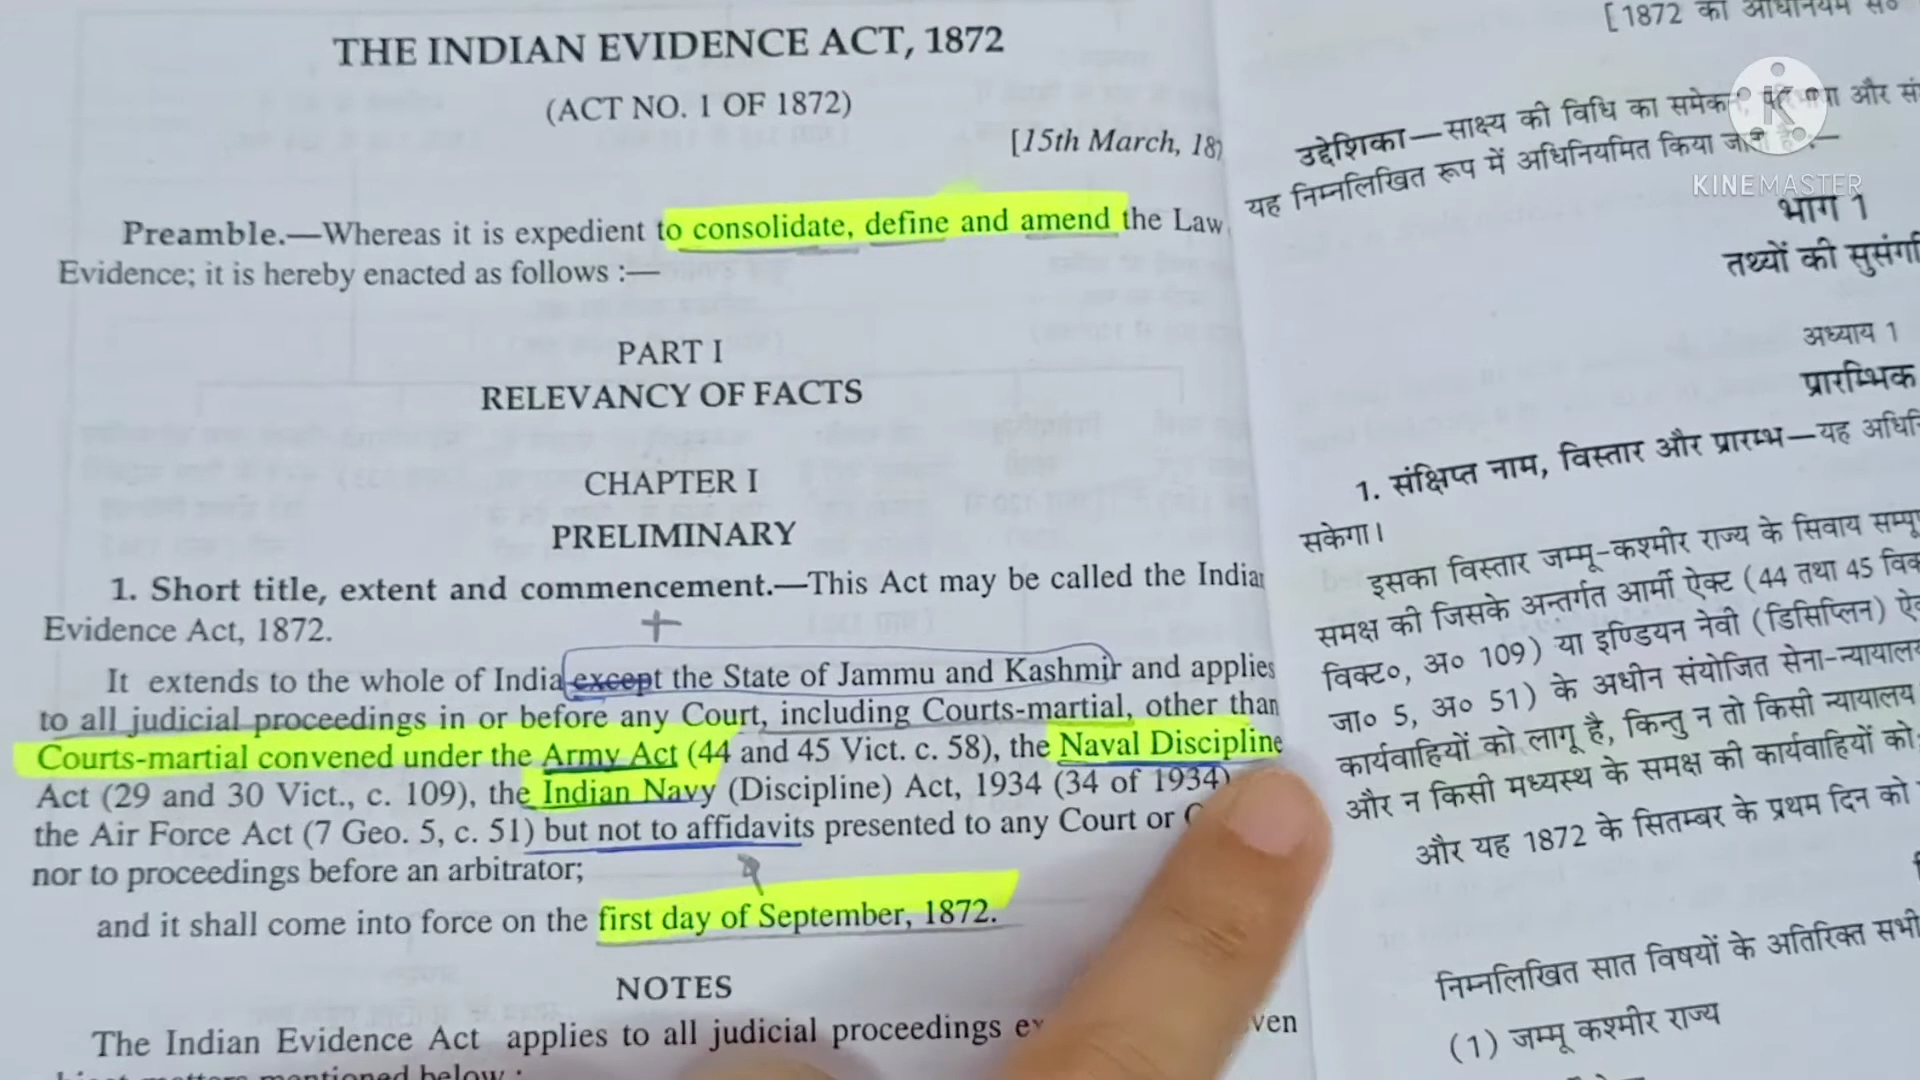 THE INDIAN EVIDENCE ACT, 1872
(ACT NO. 1 OF 1872)
[15th March, 18
Preamble.—Whereas it is expedient to consolidate, define and amend the Law
Evidence; it is hereby enacted as follows :—
PART I
RELEVANCY OF FACTS
CHAPTER I
PRELIMINARY
1. Short title, extent and commencement.—This Act may be called the India
Evidence Act, 1872.
It extends to the whole of India except the State of Jammu and Kashmir and applies
to all judicial proceedings in or before any Court, including Courts-martial, other than
Courts-martial convened under the Army Act (44 and 45 Vict. c. 58), the Naval Discipline
Act (29 and 30 Vict., c. 109), the Indian Navy (Discipline) Act, 1934 (34 of 1934)
the Air Force Act (7 Geo. 5, c. 51) but not to affidavits presented to any Court or
nor to proceedings before an arbitrator;
and it shall come into force on the first day of September, 1872.
NOTES
The Indian Evidence Act applies to all judicial proceedings
mentioned below :
[1872 का अधिनियम सं०
उद्देशिका—साक्ष्य की विधि का समेकन, और
यह निम्नलिखित रूप में अधिनियमित किया जाता है :—
भाग 1
तथ्यों की
अध्याय 1
प्रारम्भिक
1. संक्षिप्त नाम, विस्तार और प्रारम्भ—यह
सकेगा।
इसका विस्तार जम्मू-कश्मीर राज्य के सिवाय
समक्ष की जिसके अन्तर्गत आर्मी ऐक्ट (44 तथा 45
विक्ट०, अ० 109) या इण्डियन नेवी (डिसिप्लिन)
जा० 5, अ० 51) के अधीन संयोजित
कार्यवाहियों को लागू है, किन्तु न तो किसी न्यायालय
और न किसी मध्यस्थ के समक्ष की कार्यवाहियों को
और यह 1872 के सितम्बर के प्रथम दिन को
निम्नलिखित सात विषयों के अतिरिक्त सभी
(1) जम्मू कश्मीर राज्य
K
KINEMASTER